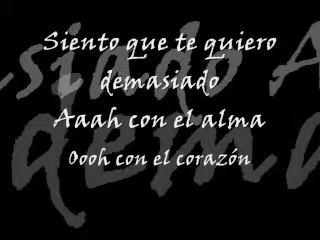 Siento que te quiero
demasiado
Aaah con el alma
Oooh con el corazón